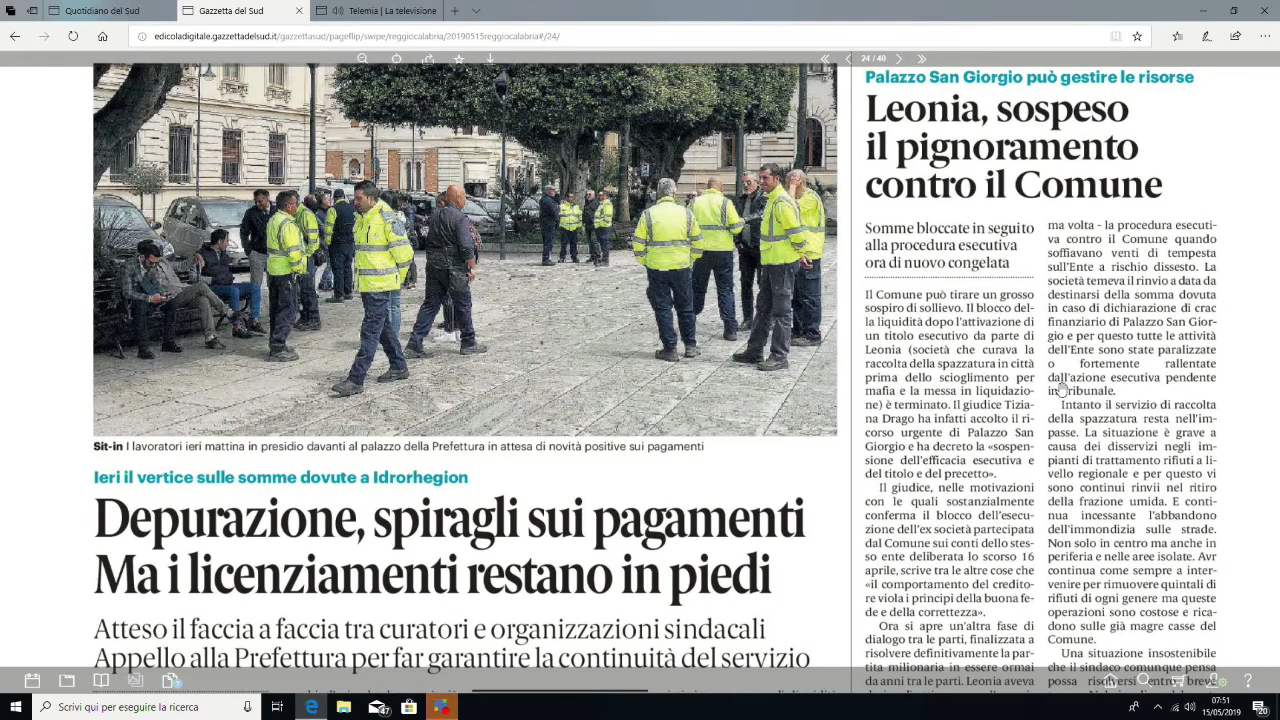 Quotidiano del Sud
Gazzetta del Sud
Telemia | Altelevisione
edicoladigitale.gazzettadelsud.it/gazzettasud/pageflip/swipe/reggiocalabria/20190515reggiocalabria#/24/
24 / 40
Sit-in I lavoratori ieri mattina in presidio davanti al palazzo della Prefettura in attesa di novità positive sui pagamenti
Ieri il vertice sulle somme dovute a Idrorhegion
Depurazione, spiragli sui pagamenti
Ma i licenziamenti restano in piedi
Atteso il faccia a faccia tra curatori e organizzazioni sindacali
Appello alla Prefettura per far garantire la continuità del servizio
Palazzo San Giorgio può gestire le risorse
Leonia, sospeso
il pignoramento
contro il Comune
Somme bloccate in seguito
alla procedura esecutiva
ora di nuovo congelata
Il Comune può tirare un grosso
sospiro di sollievo. Il blocco del-
la liquidità dopo l'attivazione di
un titolo esecutivo da parte di
Leonia (società che curava la
raccolta della spazzatura in città
prima dello scioglimento per
mafia e la messa in liquidazio-
ne) è terminato. Il giudice Tizia-
na Drago ha infatti accolto il ri-
corso urgente di Palazzo San
Giorgio e ha decreto la «sospen-
sione dell'efficacia esecutiva e
del titolo e del precetto».
Il giudice, nelle motivazioni
con le quali sostanzialmente
conferma il blocco dell'esecu-
zione dell'ex società partecipata
dal Comune sui conti dello stes-
so ente deliberata lo scorso 16
aprile, scrive tra le altre cose che
«il comportamento del credito-
re viola i principi della buona fe-
de e della correttezza».
Ora si apre un'altra fase di
dialogo tra le parti, finalizzata a
risolvere definitivamente la par-
tita milionaria in essere ormai
da anni tra le parti. Leonia aveva
ma volta - la procedura esecuti-
va contro il Comune quando
soffiavano venti di tempesta
sull'Ente a rischio dissesto. La
società temeva il rinvio a data da
destinarsi della somma dovuta
in caso di dichiarazione di crac
finanziario di Palazzo San Gior-
gio e per questo tutte le attività
dell'Ente sono state paralizzate
o fortemente rallentate
dall'azione esecutiva pendente
in tribunale.
Intanto il servizio di raccolta
della spazzatura resta nell'im-
passe. La situazione è grave a
causa dei disservizi negli im-
pianti di trattamento rifiuti a li-
vello regionale e per questo vi
sono continui rinvii nel ritiro
della frazione umida. E conti-
nua incessante l'abbandono
dell'immondizia sulle strade.
Non solo in centro ma anche in
periferia e nelle aree isolate. Avr
continua come sempre a inter-
venire per rimuovere quintali di
rifiuti di ogni genere ma queste
operazioni sono costose e rica-
dono sulle già magre casse del
Comune.
Una situazione insostenibile
che il sindaco comunque pensa
possa risolversi entro breve
Scrivi qui per eseguire la ricerca
47
07:51
15/05/2019
20